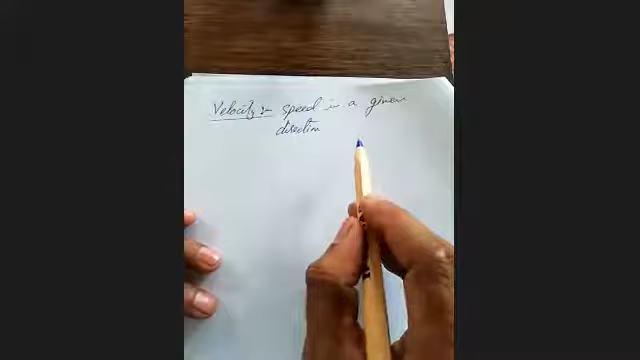 Velocity :- speed in a given
direction